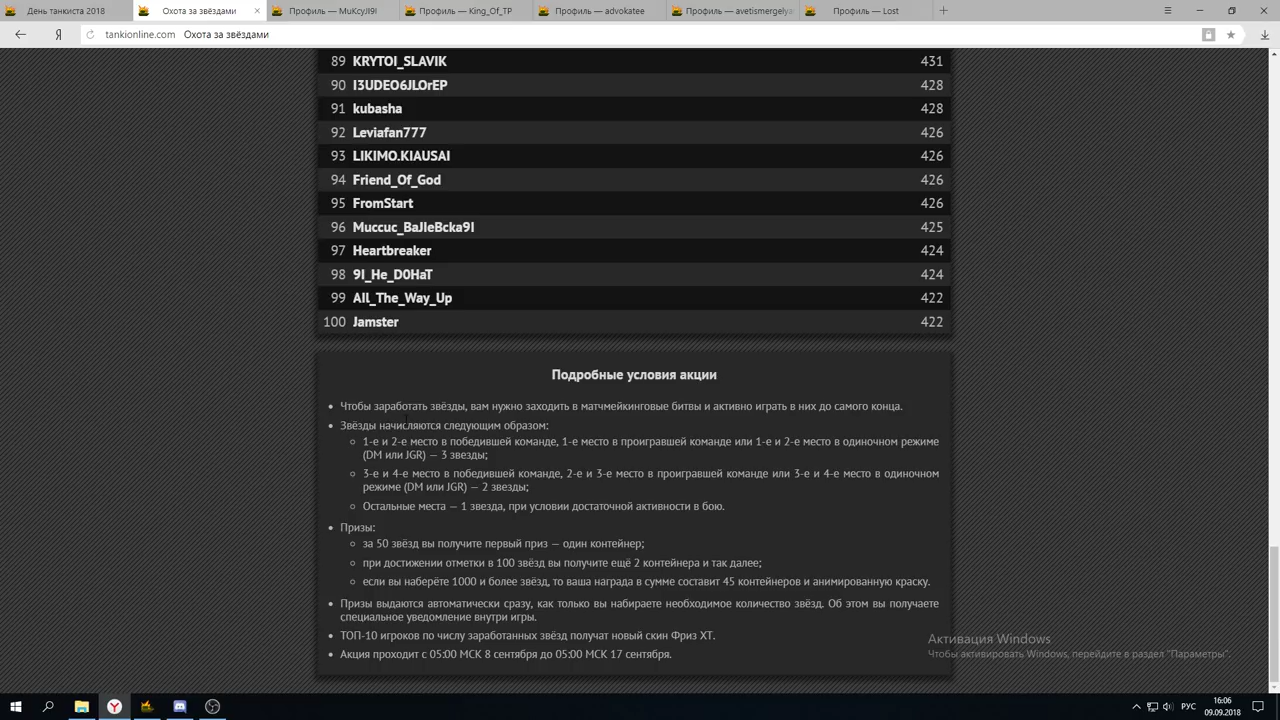 День танкиста 2018
Охота за звёздами
Профиль — MuKcyJI9I
Профиль — King_Of_TP
Профиль — advokatee
Профиль — avetismergelya
Профиль — Lost
tankionline.com Охота за звёздами
89 KRYTOI_SLAVIK 431
90 I3UDEO6JLOrEP 428
91 kubasha 428
92 Leviafan777 426
93 LIKIMO.KIAUSAI 426
94 Friend_Of_God 426
95 FromStart 426
96 Muccuc_BaJIeBcka9I 425
97 Heartbreaker 424
98 9I_He_D0HaT 424
99 All_The_Way_Up 422
100 Jamster 422
Подробные условия акции
Чтобы заработать звёзды, вам нужно заходить в матчмейкинговые битвы и активно играть в них до самого конца.
Звёзды начисляются следующим образом:
1-е и 2-е место в победившей команде, 1-е место в проигравшей команде или 1-е и 2-е место в одиночном режиме
(DM или JGR) — 3 звезды;
3-е и 4-е место в победившей команде, 2-е и 3-е место в проигравшей команде или 3-е и 4-е место в одиночном
режиме (DM или JGR) — 2 звезды;
Остальные места — 1 звезда, при условии достаточной активности в бою.
Призы:
за 50 звёзд вы получите первый приз — один контейнер;
при достижении отметки в 100 звёзд вы получите ещё 2 контейнера и так далее;
если вы наберёте 1000 и более звёзд, то ваша награда в сумме составит 45 контейнеров и анимированную краску.
Призы выдаются автоматически сразу, как только вы набираете необходимое количество звёзд. Об этом вы получаете
специальное уведомление внутри игры.
ТОП-10 игроков по числу заработанных звёзд получат новый скин Фриз ХТ.
Акция проходит с 05:00 МСК 8 сентября до 05:00 МСК 17 сентября.
Активация Windows
Чтобы активировать Windows, перейдите в раздел "Параметры".
РУС
16:06
09.09.2018